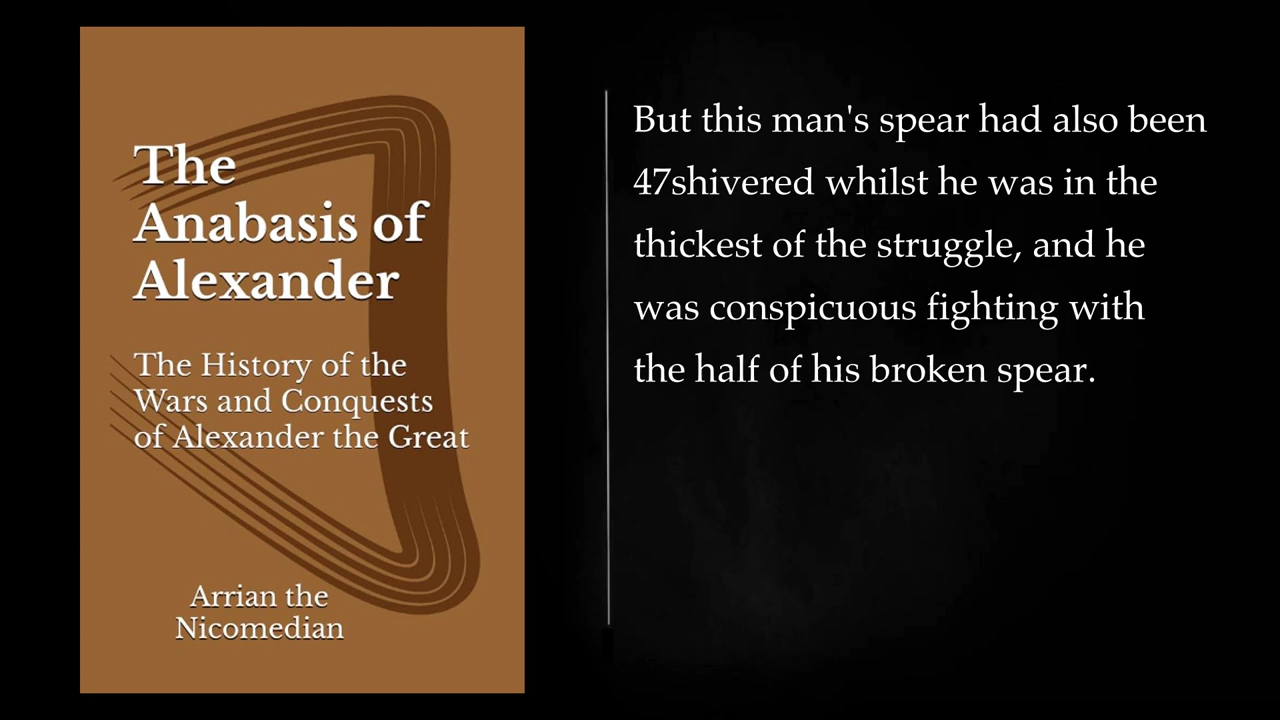 The
Anabasis of
Alexander
The History of the
Wars and Conquests
of Alexander the Great
Arrian the
Nicomedian
But this man's spear had also been
47shivered whilst he was in the
thickest of the struggle, and he
was conspicuous fighting with
the half of his broken spear.